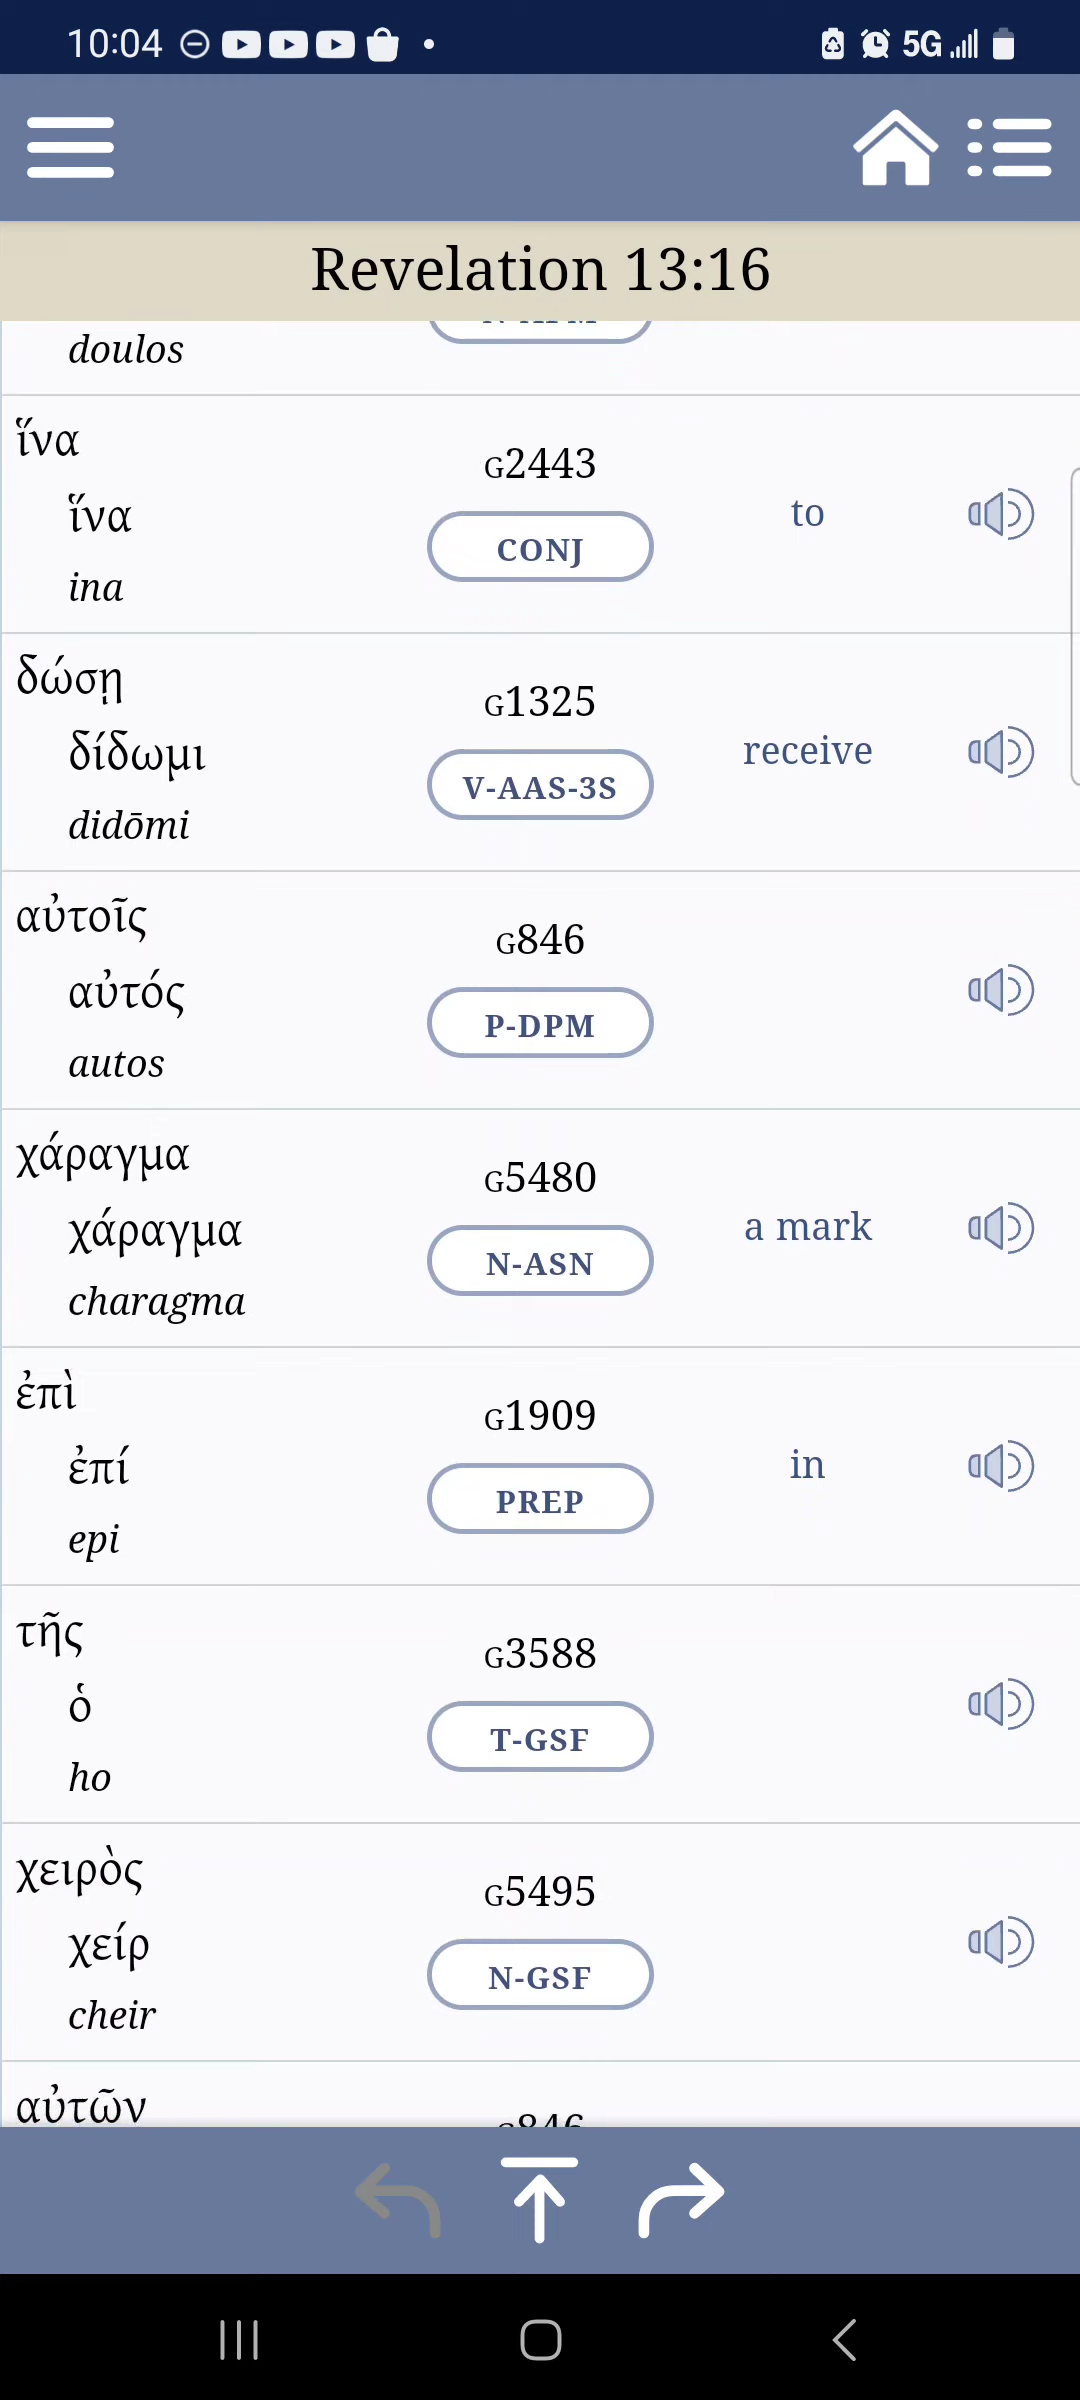 10:04
5G
Revelation 13:16
doulos
ἵνα
ἵνα
ina
G2443
CONJ
to
δώσῃ
δίδωμι
didōmi
G1325
V-AAS-3S
receive
αὐτοῖς
αὐτός
autos
G846
P-DPM
χάραγμα
χάραγμα
charagma
G5480
N-ASN
a mark
ἐπὶ
ἐπί
epi
G1909
PREP
in
τῆς
ὁ
ho
G3588
T-GSF
χειρὸς
χείρ
cheir
G5495
N-GSF
αὐτῶν
G846